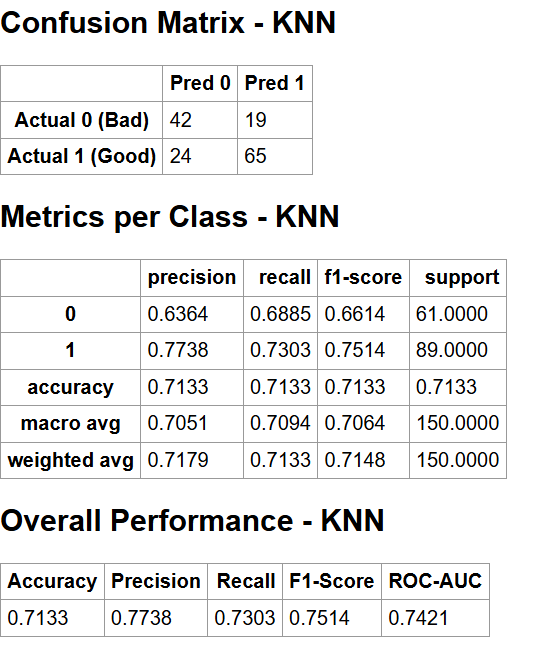 Confusion Matrix - KNN
Pred 0 Pred 1
Actual 0 (Bad) 42 19
Actual 1 (Good) 24 65
Metrics per Class - KNN
precision recall f1-score support
0 0.6364 0.6885 0.6614 61.0000
1 0.7738 0.7303 0.7514 89.0000
accuracy 0.7133 0.7133 0.7133 0.7133
macro avg 0.7051 0.7094 0.7064 150.0000
weighted avg 0.7179 0.7133 0.7148 150.0000
Overall Performance - KNN
Accuracy Precision Recall F1-Score ROC-AUC
0.7133 0.7738 0.7303 0.7514 0.7421